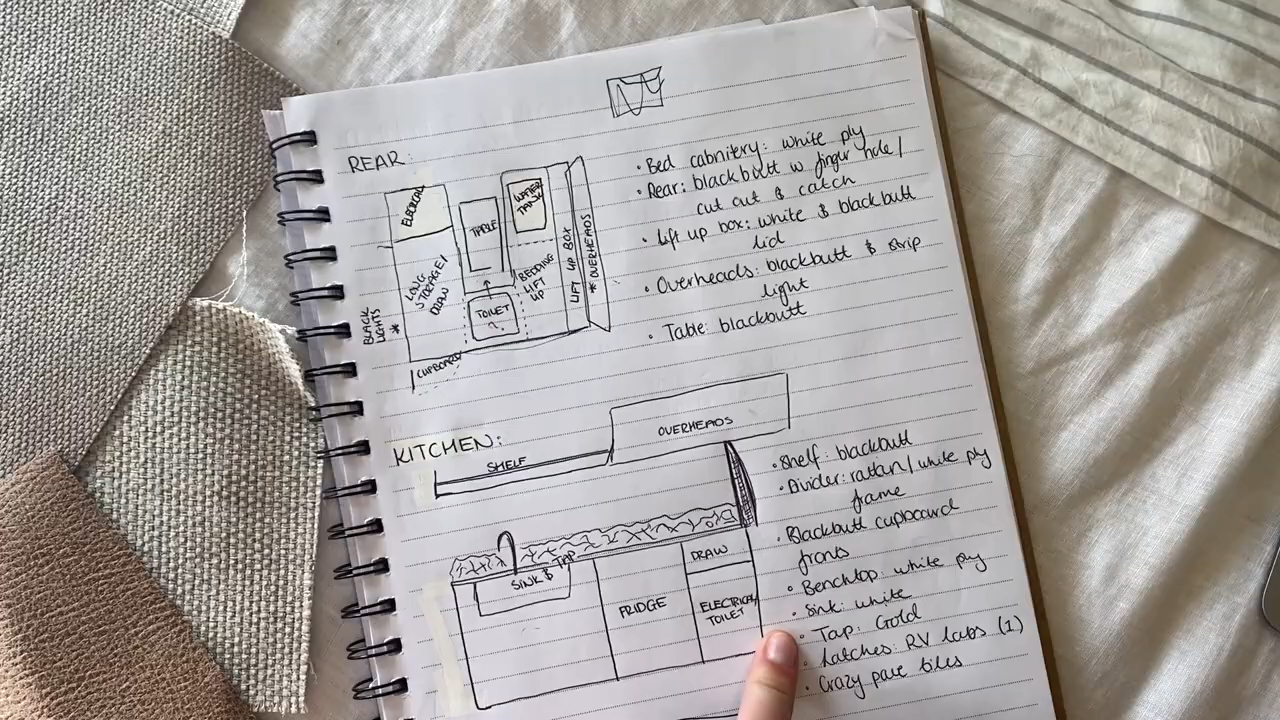 REAR:
ELECTRICAL
TABLE
WATER TANK
LONG STORAGE/ DRAW
BEDDING LIFT UP
LIFT UP BOX
* OVERHEADS
TOILET ?
BLACK LIGHTS *
CUPBOARD
• Bed cabnitery: white ply
• Rear: blackbutt w finger hole/
cut out & catch
• Lift up box: white & blackbutt
lid
• Overheads: blackbutt & strip
light
• Table: blackbutt
KITCHEN:
SHELF
OVERHEADS
SINK & TAP
FRIDGE
DRAW
ELECTRICAL/
TOILET
• Shelf: blackbutt
• Divider: rattan/white ply
frame
• Blackbutt cupboard
fronts
• Benchtop: white ply
• Sink: white
• Tap: Gold
• Latches: RV Labs (1)
• Crazy pave tiles